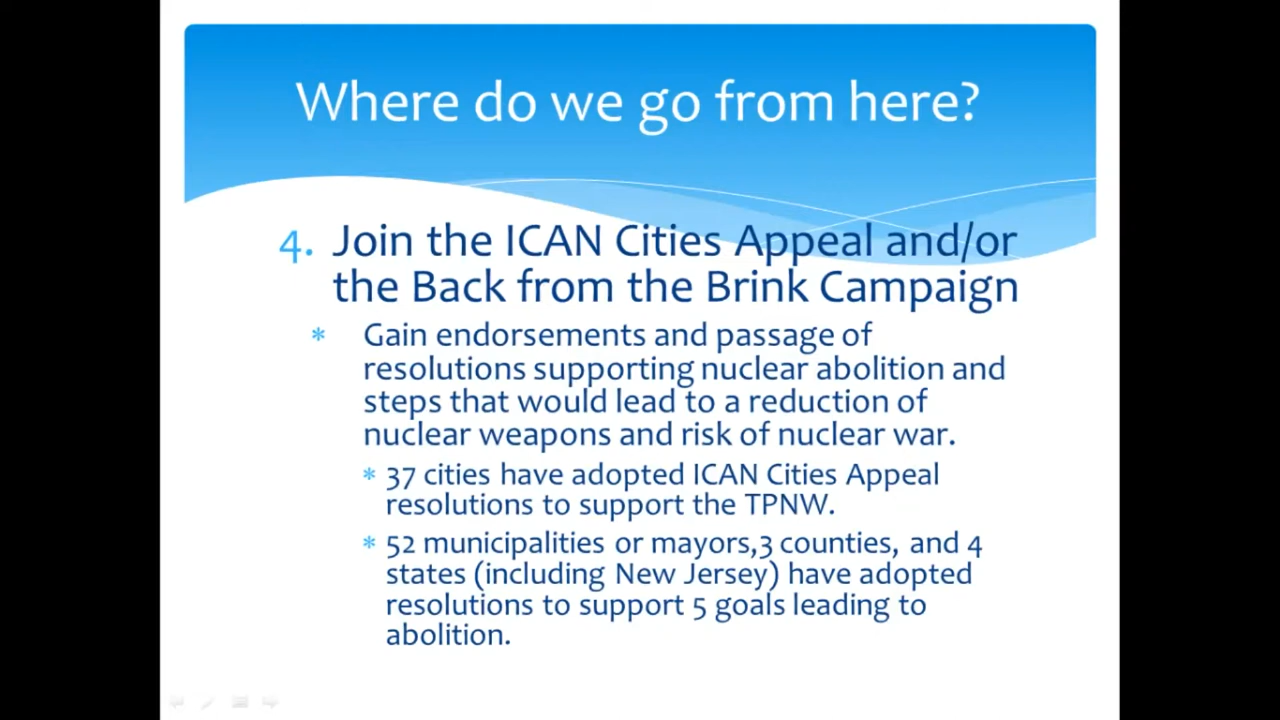 Where do we go from here?
4. Join the ICAN Cities Appeal and/or
the Back from the Brink Campaign
* Gain endorsements and passage of
resolutions supporting nuclear abolition and
steps that would lead to a reduction of
nuclear weapons and risk of nuclear war.
* 37 cities have adopted ICAN Cities Appeal
resolutions to support the TPNW.
* 52 municipalities or mayors,3 counties, and 4
states (including New Jersey) have adopted
resolutions to support 5 goals leading to
abolition.